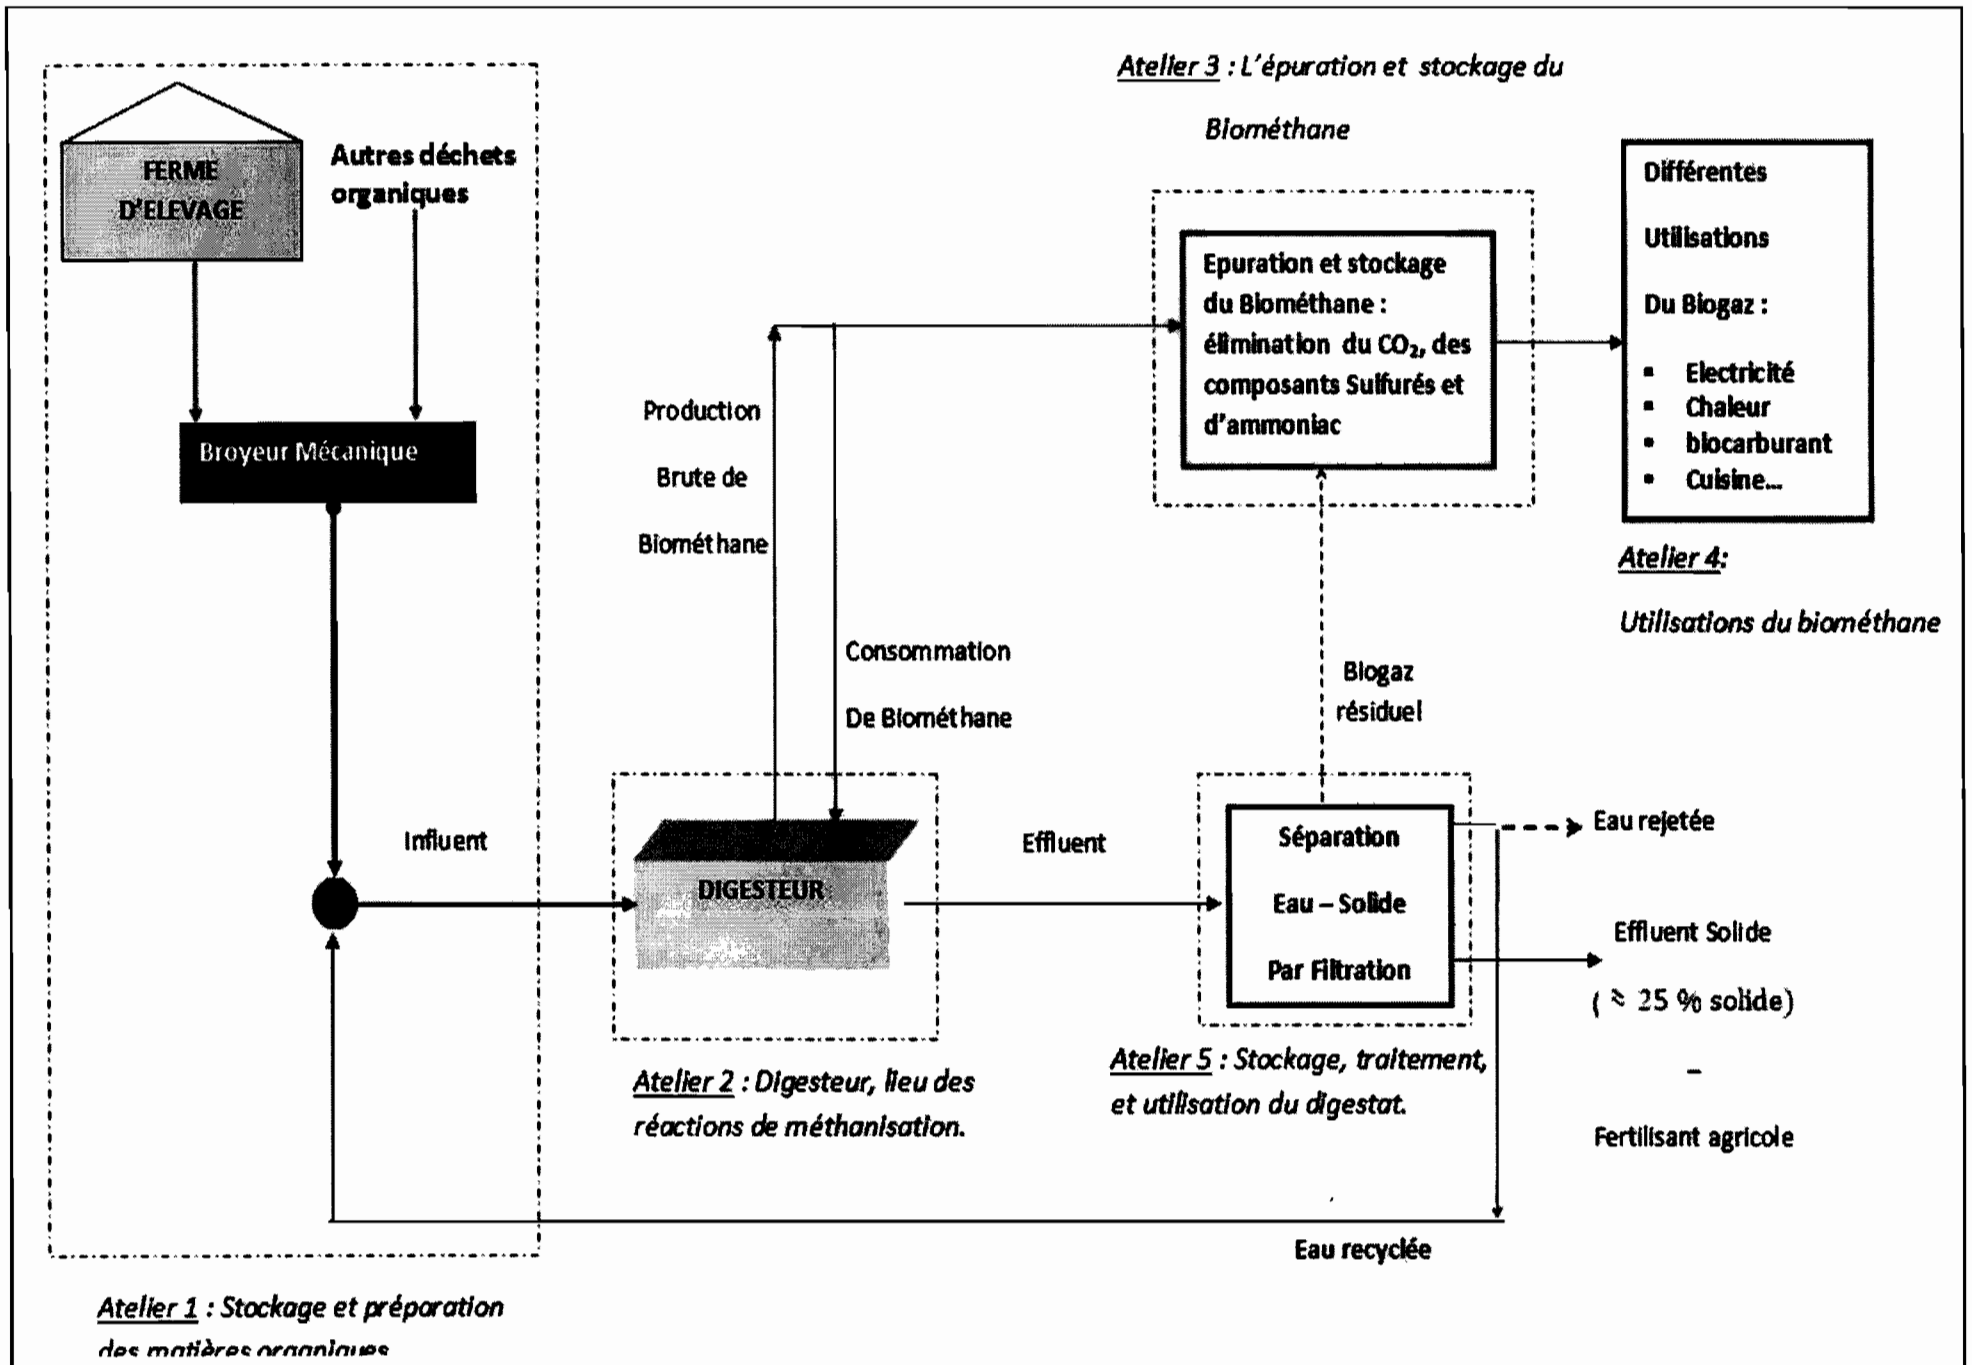 Atelier 3 : L'épuration et stockage du
Biométhane
FERME
D'ELEVAGE
Autres déchets
organiques
Broyeur Mécanique
Influent
Atelier 1 : Stockage et préparation
des matières organiques
Production
Brute de
Biométhane
Consommation
De Biométhane
DIGESTEUR
Atelier 2 : Digesteur, lieu des
réactions de méthanisation.
Effluent
Epuration et stockage
du Biométhane :
élimination du CO₂, des
composants Sulfurés et
d'ammoniac
Différentes
Utilisations
Du Biogaz :
▪ Electricité
▪ Chaleur
▪ biocarburant
▪ Cuisine...
Atelier 4:
Utilisations du biométhane
Biogaz
résiduel
Séparation
Eau – Solide
Par Filtration
Atelier 5 : Stockage, traitement,
et utilisation du digestat.
Eau rejetée
Effluent Solide
( ≈ 25 % solide)
–
Fertilisant agricole
Eau recyclée